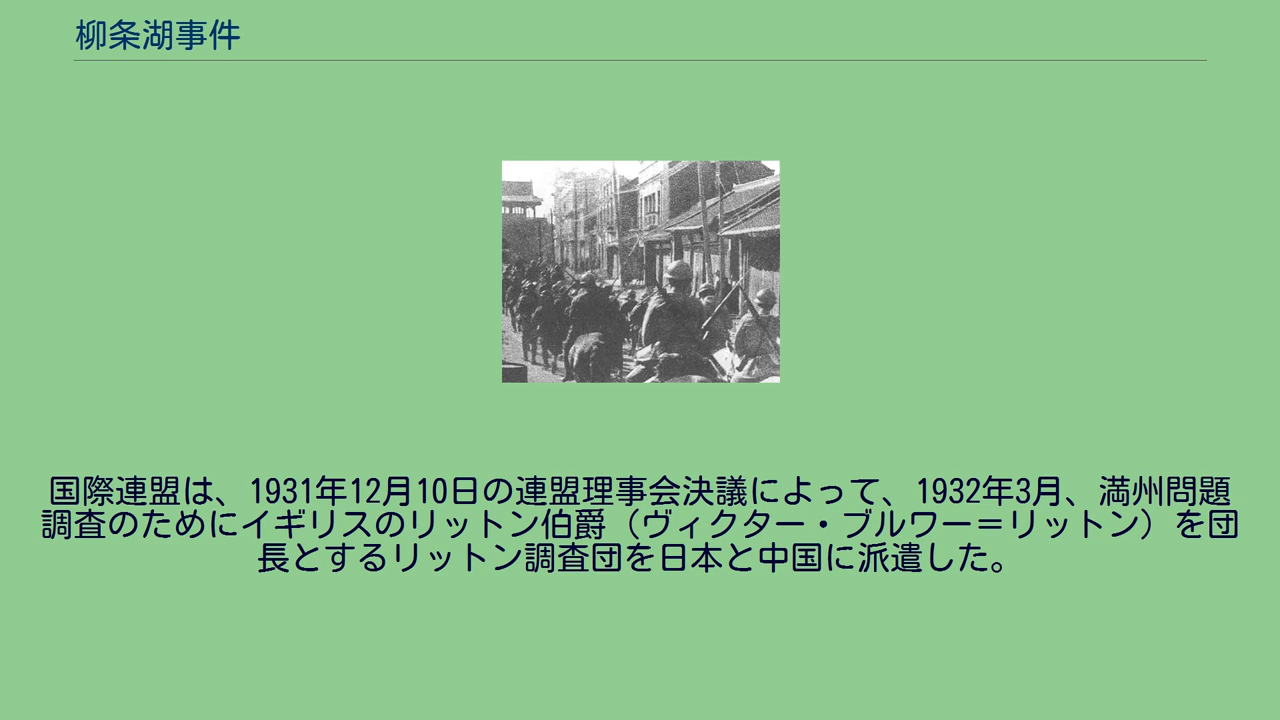 柳条湖事件
国際連盟は、1931年12月10日の連盟理事会決議によって、1932年3月、満州問題
調査のためにイギリスのリットン伯爵（ヴィクター・ブルワー＝リットン）を団
長とするリットン調査団を日本と中国に派遣した。